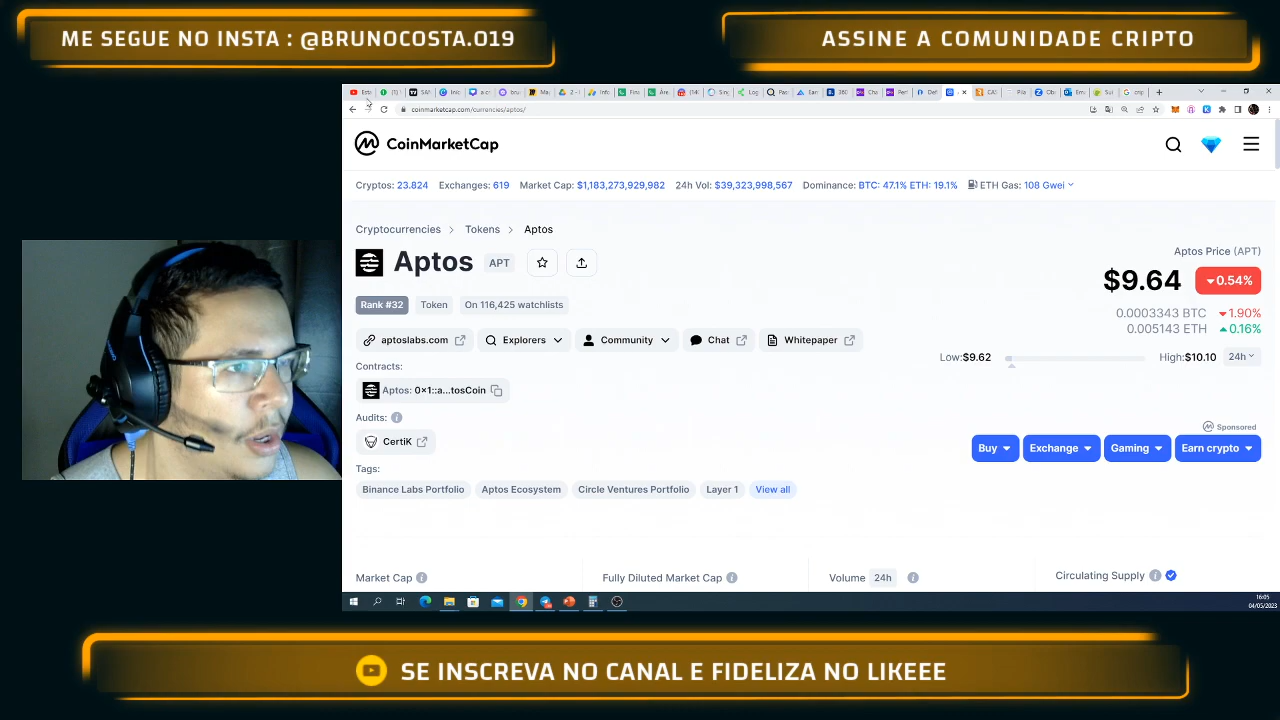 ME SEGUE NO INSTA : @BRUNOCOSTA.019
ASSINE A COMUNIDADE CRIPTO
coinmarketcap.com/currencies/aptos/
CoinMarketCap
Cryptos: 23.824 Exchanges: 619 Market Cap: $1,183,273,929,982 24h Vol: $39,323,998,567 Dominance: BTC: 47.1% ETH: 19.1% ETH Gas: 108 Gwei
Cryptocurrencies > Tokens > Aptos
Aptos APT
Aptos Price (APT)
$9.64 0.54%
0.0003343 BTC 1.90%
0.005143 ETH 0.16%
Low:$9.62 High:$10.10 24h
Rank #32 Token On 116,425 watchlists
aptoslabs.com Explorers Community Chat Whitepaper
Contracts:
Aptos: 0x1::a...tosCoin
Audits:
CertiK
Sponsored
Buy Exchange Gaming Earn crypto
Tags:
Binance Labs Portfolio Aptos Ecosystem Circle Ventures Portfolio Layer 1 View all
Market Cap Fully Diluted Market Cap Volume 24h Circulating Supply
16:05
04/05/2023
SE INSCREVA NO CANAL E FIDELIZA NO LIKEEE